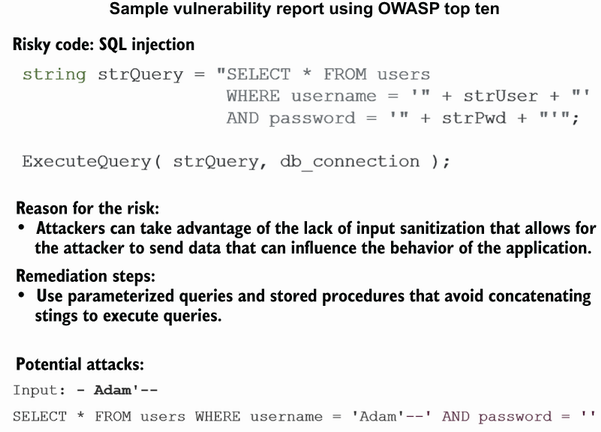 Sample vulnerability report using OWASP top ten
Risky code: SQL injection
string strQuery = "SELECT * FROM users
WHERE username = '" + strUser + "'
AND password = '" + strPwd + "'";
ExecuteQuery( strQuery, db_connection );
Reason for the risk:
• Attackers can take advantage of the lack of input sanitization that allows for
the attacker to send data that can influence the behavior of the application.
Remediation steps:
• Use parameterized queries and stored procedures that avoid concatenating
stings to execute queries.
Potential attacks:
Input: - Adam'--
SELECT * FROM users WHERE username = 'Adam'--' AND password = ''